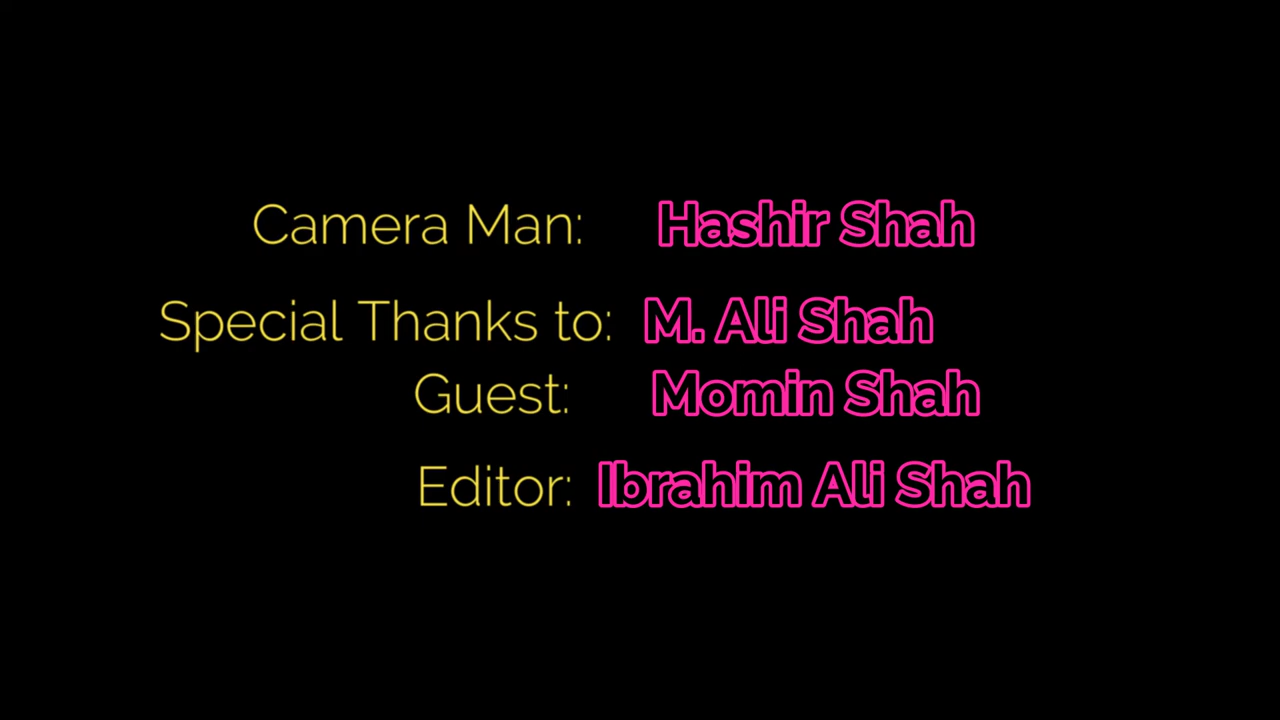 Camera Man: Hashir Shah
Special Thanks to: M. Ali Shah
Guest: Momin Shah
Editor: Ibrahim Ali Shah